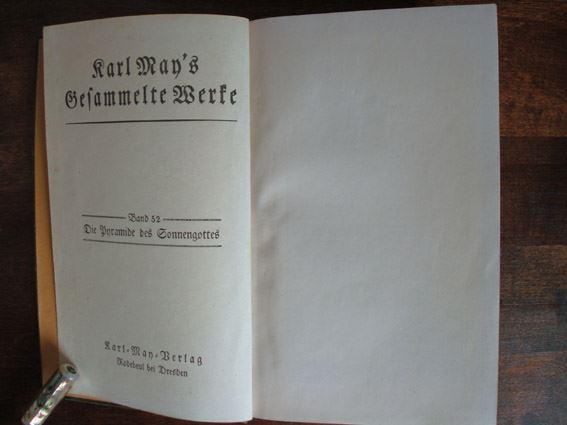 Karl May's
Gesammelte Werke
Band 52
Die Pyramide des Sonnengottes
Karl-May-Verlag
Radebeul bei Dresden